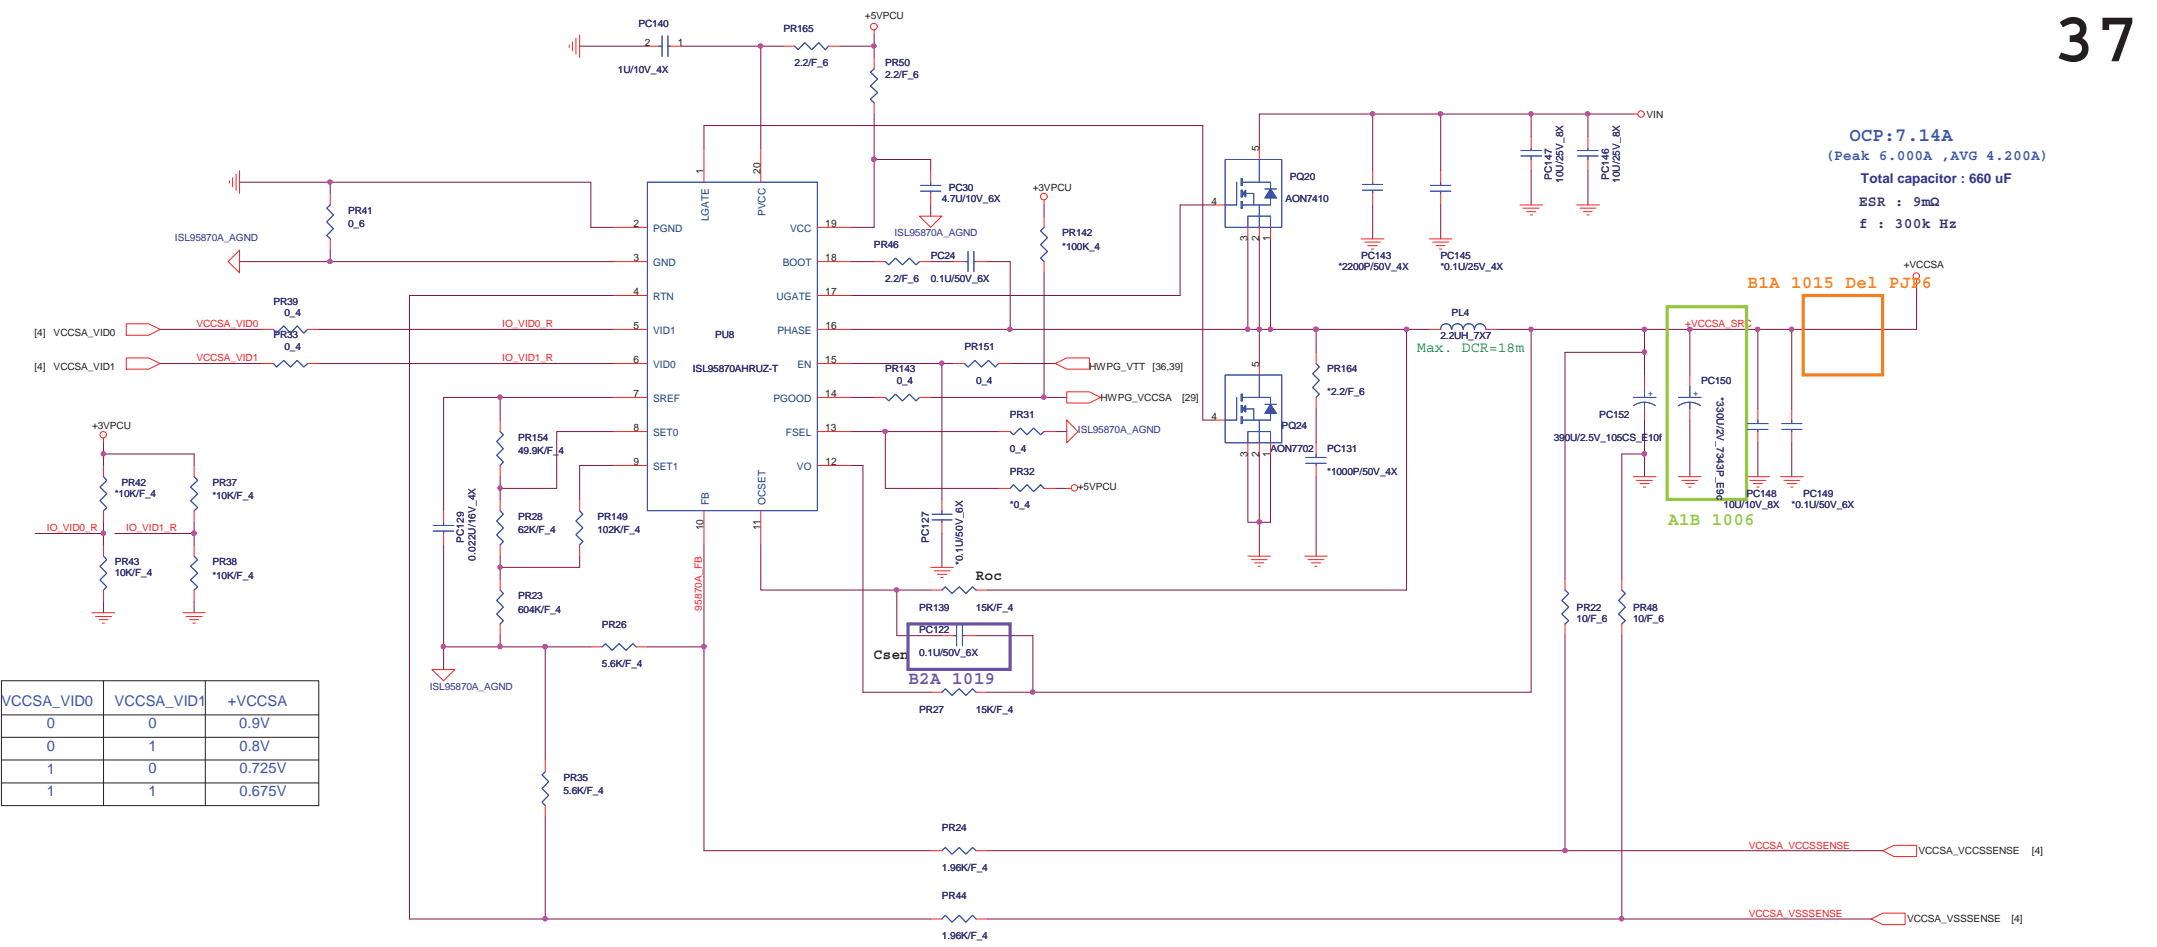 37
PC140
2
1
1U/10V_4X
PR165
2.2/F_6
+5VPCU
PR50
2.2/F_6
VIN
PC147
10U/25V_8X
PC146
10U/25V_8X
OCP:7.14A
(Peak 6.000A ,AVG 4.200A)
Total capacitor : 660 uF
ESR : 9mΩ
f : 300k Hz
PR41
0_6
ISL95870A_AGND
PC30
4.7U/10V_6X
ISL95870A_AGND
+3VPCU
PR142
*100K_4
5
PQ20
AON7410
4
3
2
1
PC143
*2200P/50V_4X
PC145
*0.1U/25V_4X
1
LGATE
20
PVCC
2
PGND
3
GND
4
RTN
5
VID1
6
VID0
7
SREF
8
SET0
9
SET1
10
FB
11
OCSET
12
VO
13
FSEL
14
PGOOD
15
EN
16
PHASE
17
UGATE
18
BOOT
19
VCC
PU8
ISL95870AHRUZ-T
PR46
2.2/F_6
PC24
0.1U/50V_6X
[4] VCCSA_VID0
VCCSA_VID0
PR39
0_4
IO_VID0_R
[4] VCCSA_VID1
VCCSA_VID1
PR33
0_4
IO_VID1_R
PR151
0_4
HWPG_VTT [36,39]
PR143
0_4
HWPG_VCCSA [29]
PR31
0_4
ISL95870A_AGND
PR32
*0_4
+5VPCU
5
PQ24
AON7702
4
3
2
1
PR164
*2.2/F_6
PC131
*1000P/50V_4X
PL4
2.2UH_7X7
Max. DCR=18m
B1A 1015 Del PJP6
+VCCSA
+VCCSA_SRC
PC150
*330U/2V_7343P_E9c
PC152
390U/2.5V_105CS_E10f
PC148
10U/10V_8X
PC149
*0.1U/50V_6X
A1B 1006
+3VPCU
PR42
*10K/F_4
PR37
*10K/F_4
IO_VID0_R
IO_VID1_R
PR43
10K/F_4
PR38
*10K/F_4
PR154
49.9K/F_4
PC129
0.022U/16V_4X
PR28
62K/F_4
PR149
102K/F_4
PR23
604K/F_4
PR26
5.6K/F_4
95870A_FB
ISL95870A_AGND
PC127
*0.1U/50V_6X
Roc
PR139
15K/F_4
PC122
0.1U/50V_6X
Csen
B2A 1019
PR27
15K/F_4
PR22
10/F_6
PR48
10/F_6
VCCSA_VID0 VCCSA_VID1 +VCCSA
0 0 0.9V
0 1 0.8V
1 0 0.725V
1 1 0.675V
PR35
5.6K/F_4
PR24
1.96K/F_4
VCCSA_VCCSSENSE
VCCSA_VCCSSENSE [4]
PR44
1.96K/F_4
VCCSA_VSSSENSE
VCCSA_VSSSENSE [4]